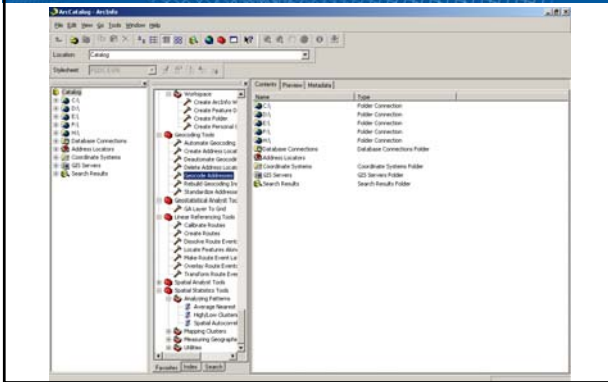 ArcCatalog - ArcInfo
File Edit View Go Tools Window Help
Location Catalog
Stylesheet FGDC ESRI
Catalog
C:\
D:\
E:\
F:\
H:\
Database Connections
Address Locators
Coordinate Systems
GIS Servers
Search Results
Workspace
Create ArcInfo W
Create Feature D
Create Folder
Create Personal
Geocoding Tools
Automate Geocoding
Create Address Locat
Deautomate Geocodi
Delete Address Locat
Geocode Addresses
Rebuild Geocoding In
Standardize Addresse
Geostatistical Analyst Too
GA Layer To Grid
Linear Referencing Tools
Calibrate Routes
Create Routes
Dissolve Route Event
Locate Features Alon
Make Route Event La
Overlay Route Events
Transform Route Eve
Spatial Analyst Tools
Spatial Statistics Tools
Analyzing Patterns
Average Nearest
High/Low Clusteri
Spatial Autocorrel
Mapping Clusters
Measuring Geographi
Utilities
Favorites Index Search
Contents Preview Metadata
Name Type
C:\ Folder Connection
D:\ Folder Connection
E:\ Folder Connection
F:\ Folder Connection
H:\ Folder Connection
Database Connections Database Connections Folder
Address Locators
Coordinate Systems Coordinate Systems Folder
GIS Servers GIS Servers Folder
Search Results Search Results Folder